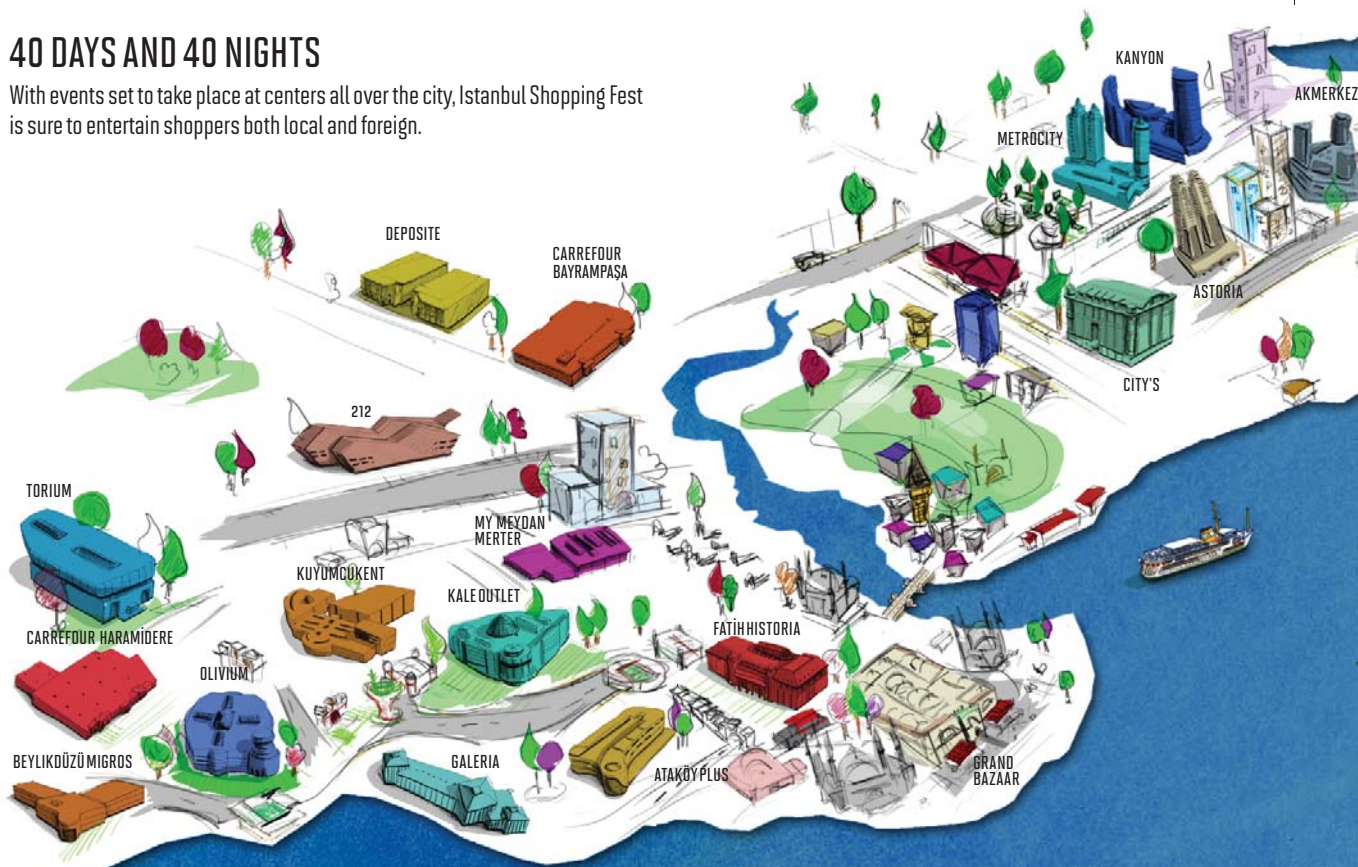 40 DAYS AND 40 NIGHTS
With events set to take place at centers all over the city, Istanbul Shopping Fest
is sure to entertain shoppers both local and foreign.
KANYON
AKMERKEZ
METROCITY
DEPOSITE
CARREFOUR
BAYRAMPAŞA
ASTORIA
CITY'S
212
TORIUM
MY MEYDAN
MERTER
KUYUMCUKENT
KALE OUTLET
CARREFOUR HARAMİDERE
FATİH HISTORIA
OLIVIUM
BEYLIKDÜZÜ MIGROS
GALERIA
ATAKÖY PLUS
GRAND
BAZAAR